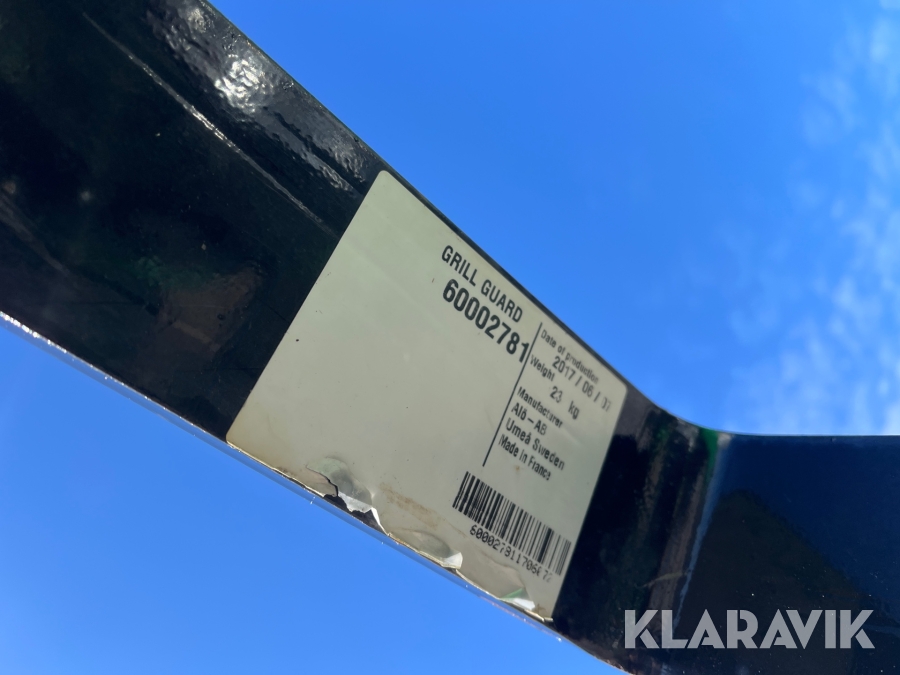 GRILL GUARD
60002781
Date of production
2017 / 06 /
Weight
23 kg
Manufacturer
Alö-AB
Umeå Sweden
Made in France
KLARAVIK